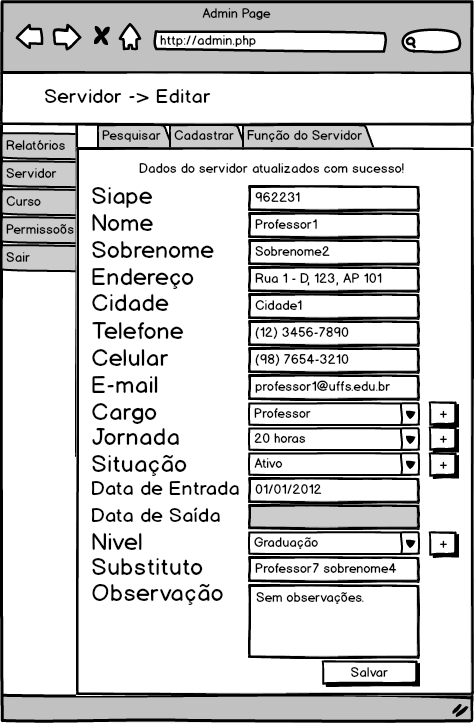 Admin Page
http://admin.php
Servidor -> Editar
Pesquisar Cadastrar Função do Servidor
Relatórios
Servidor
Curso
Permissoõs
Sair
Dados do servidor atualizados com sucesso!
Siape 962231
Nome Professor1
Sobrenome Sobrenome2
Endereço Rua 1 - D, 123, AP 101
Cidade Cidade1
Telefone (12) 3456-7890
Celular (98) 7654-3210
E-mail professor1@uffs.edu.br
Cargo Professor +
Jornada 20 horas +
Situação Ativo +
Data de Entrada 01/01/2012
Data de Saída
Nivel Graduação +
Substituto Professor7 sobrenome4
Observação Sem observações.
Salvar